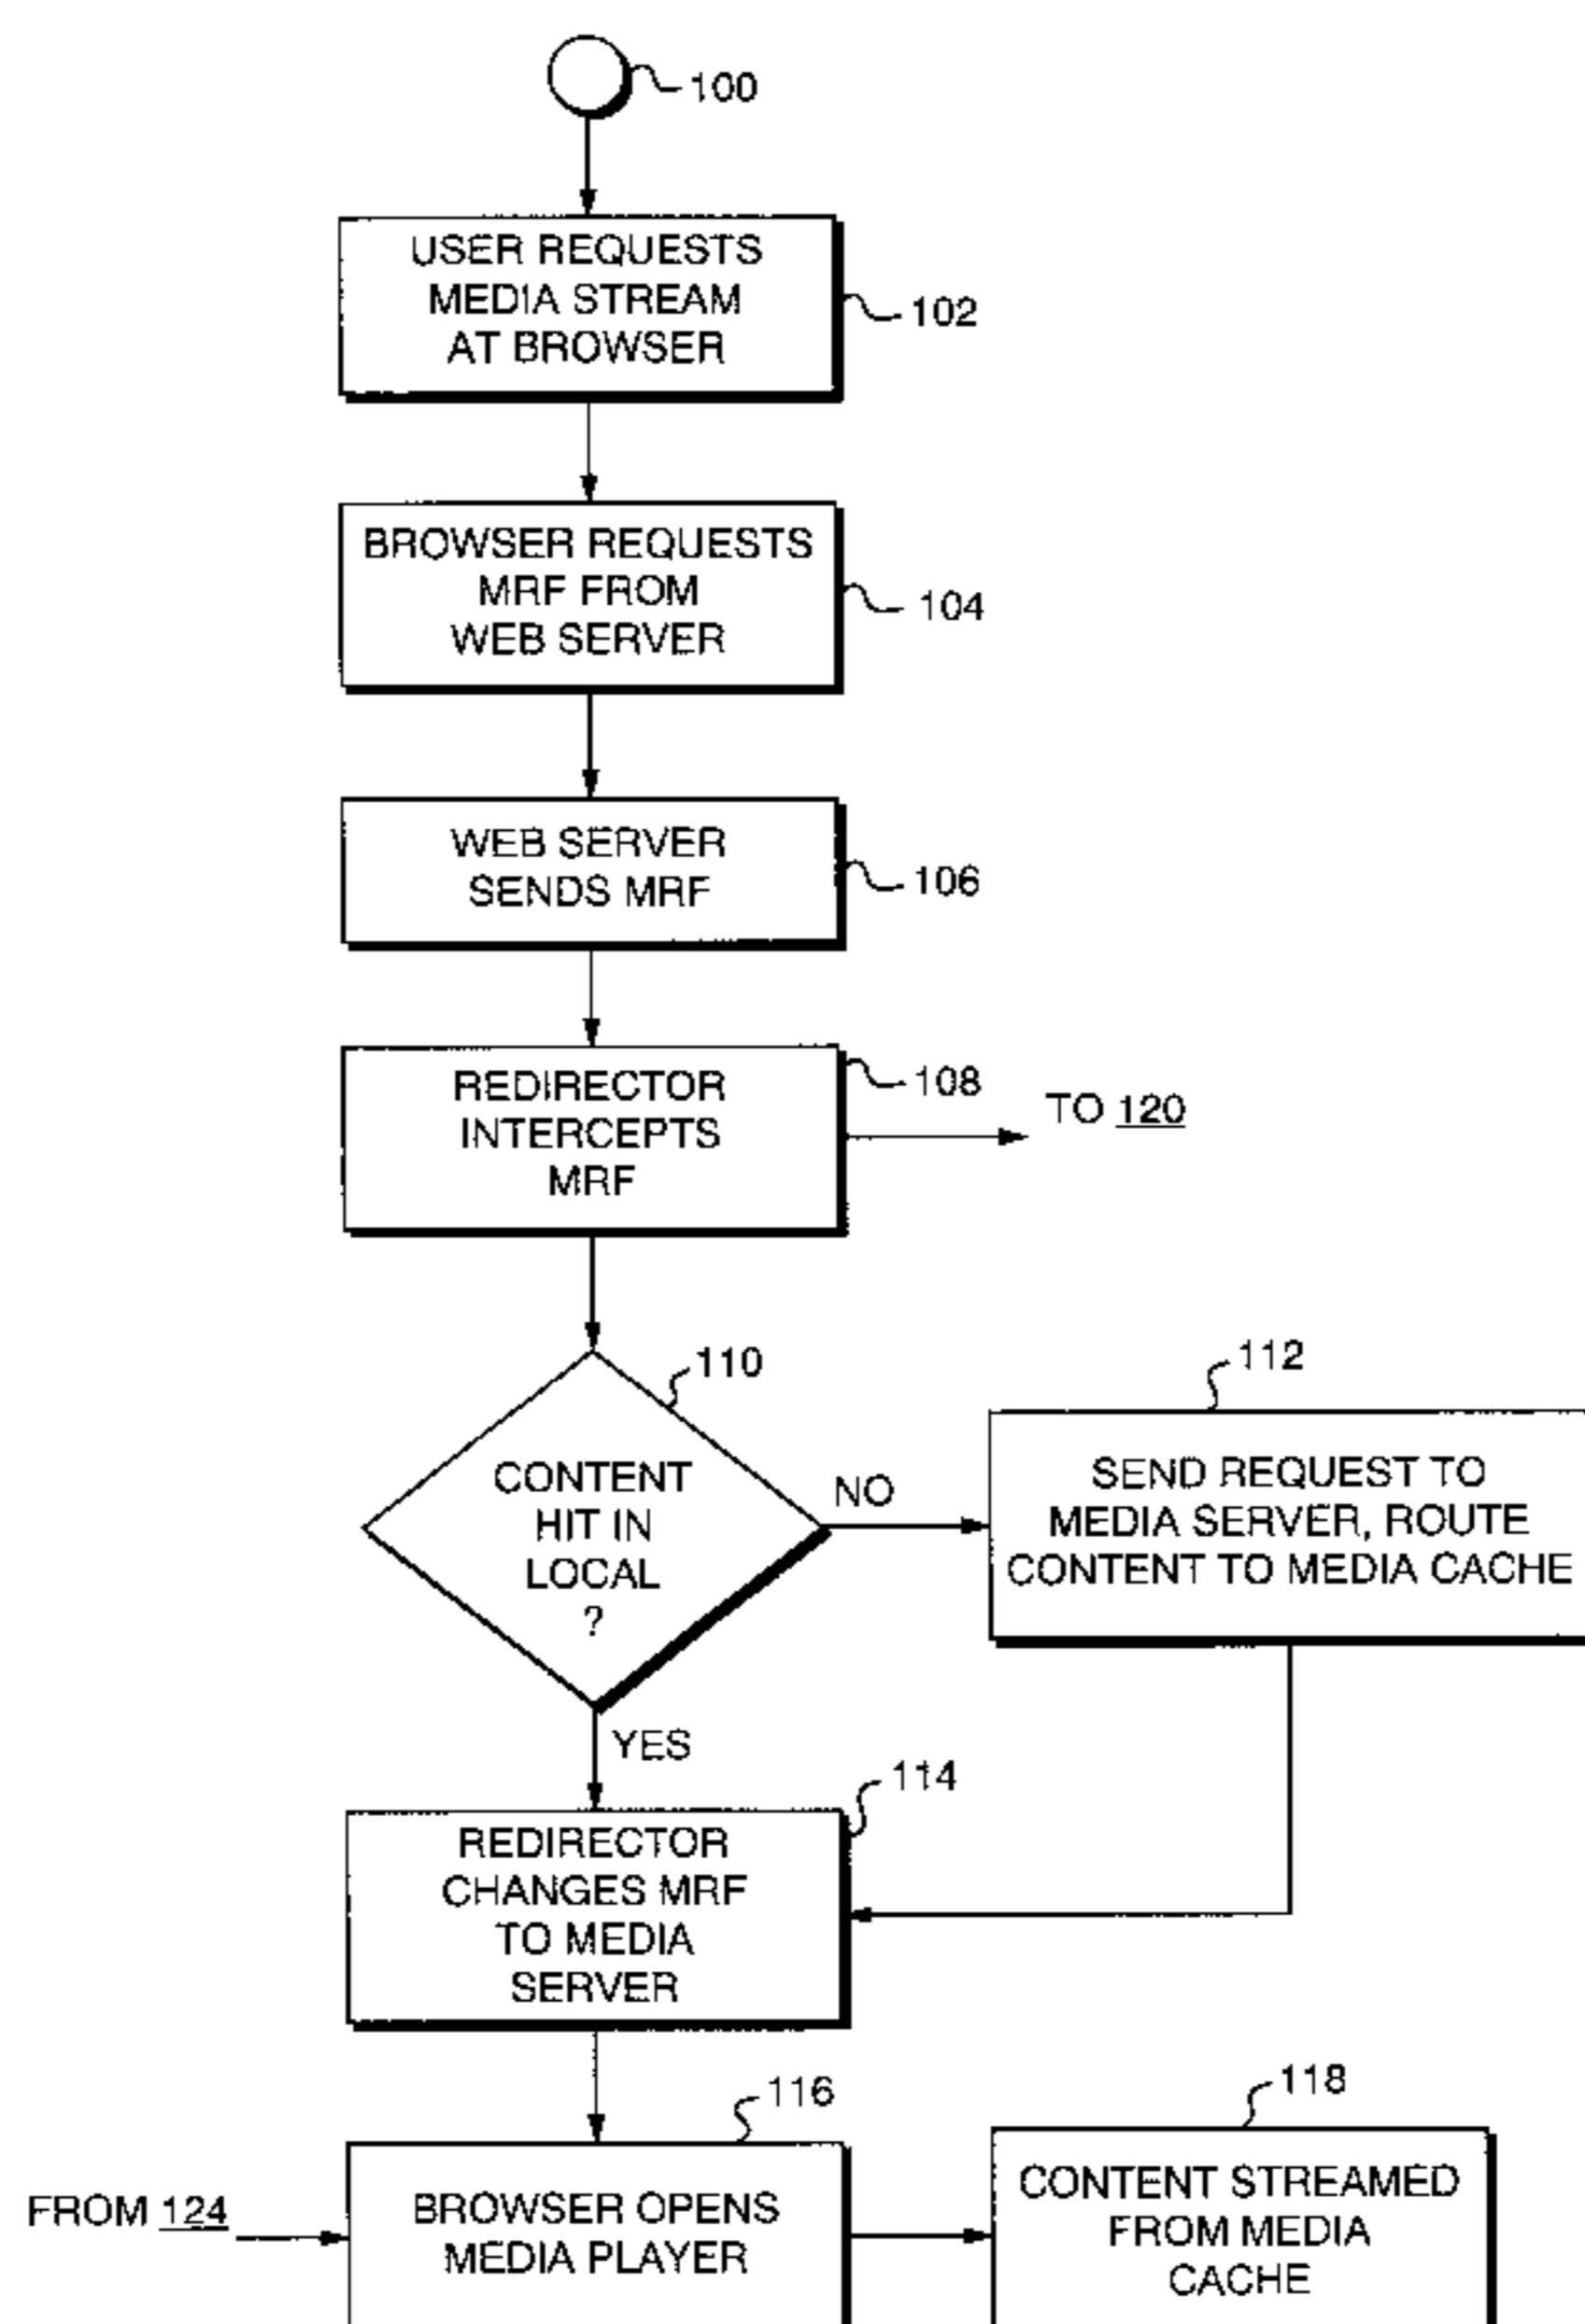 100
USER REQUESTS
MEDIA STREAM
AT BROWSER
102
BROWSER REQUESTS
MRF FROM
WEB SERVER
104
WEB SERVER
SENDS MRF
106
REDIRECTOR
INTERCEPTS
MRF
108
TO 120
110
CONTENT
HIT IN
LOCAL
?
NO
112
SEND REQUEST TO
MEDIA SERVER, ROUTE
CONTENT TO MEDIA CACHE
YES
114
REDIRECTOR
CHANGES MRF
TO MEDIA
SERVER
116
FROM 124
BROWSER OPENS
MEDIA PLAYER
118
CONTENT STREAMED
FROM MEDIA
CACHE